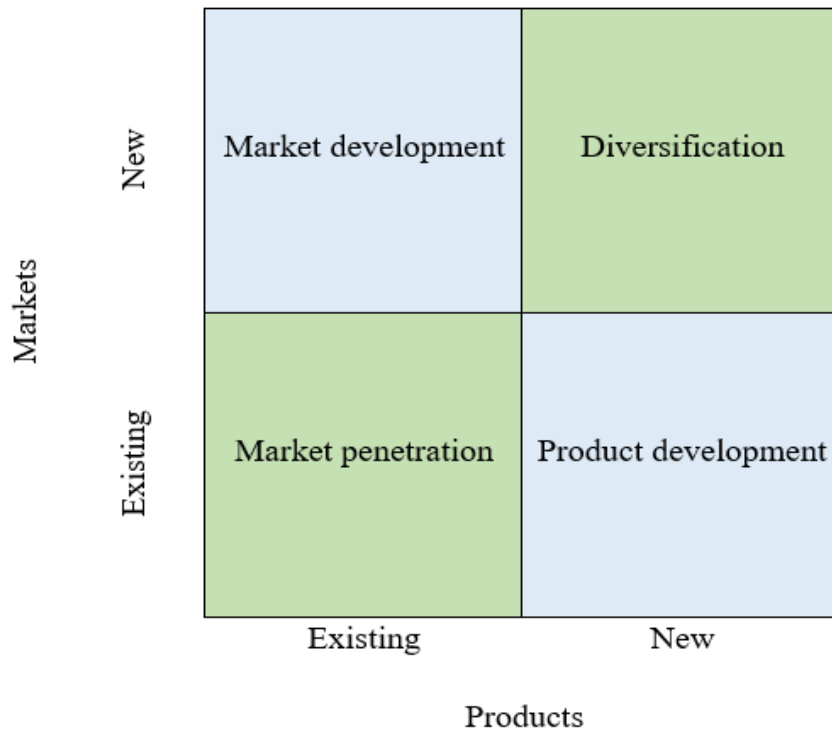 New
Market development
Diversification
Markets
Existing
Market penetration
Product development
Existing
New
Products